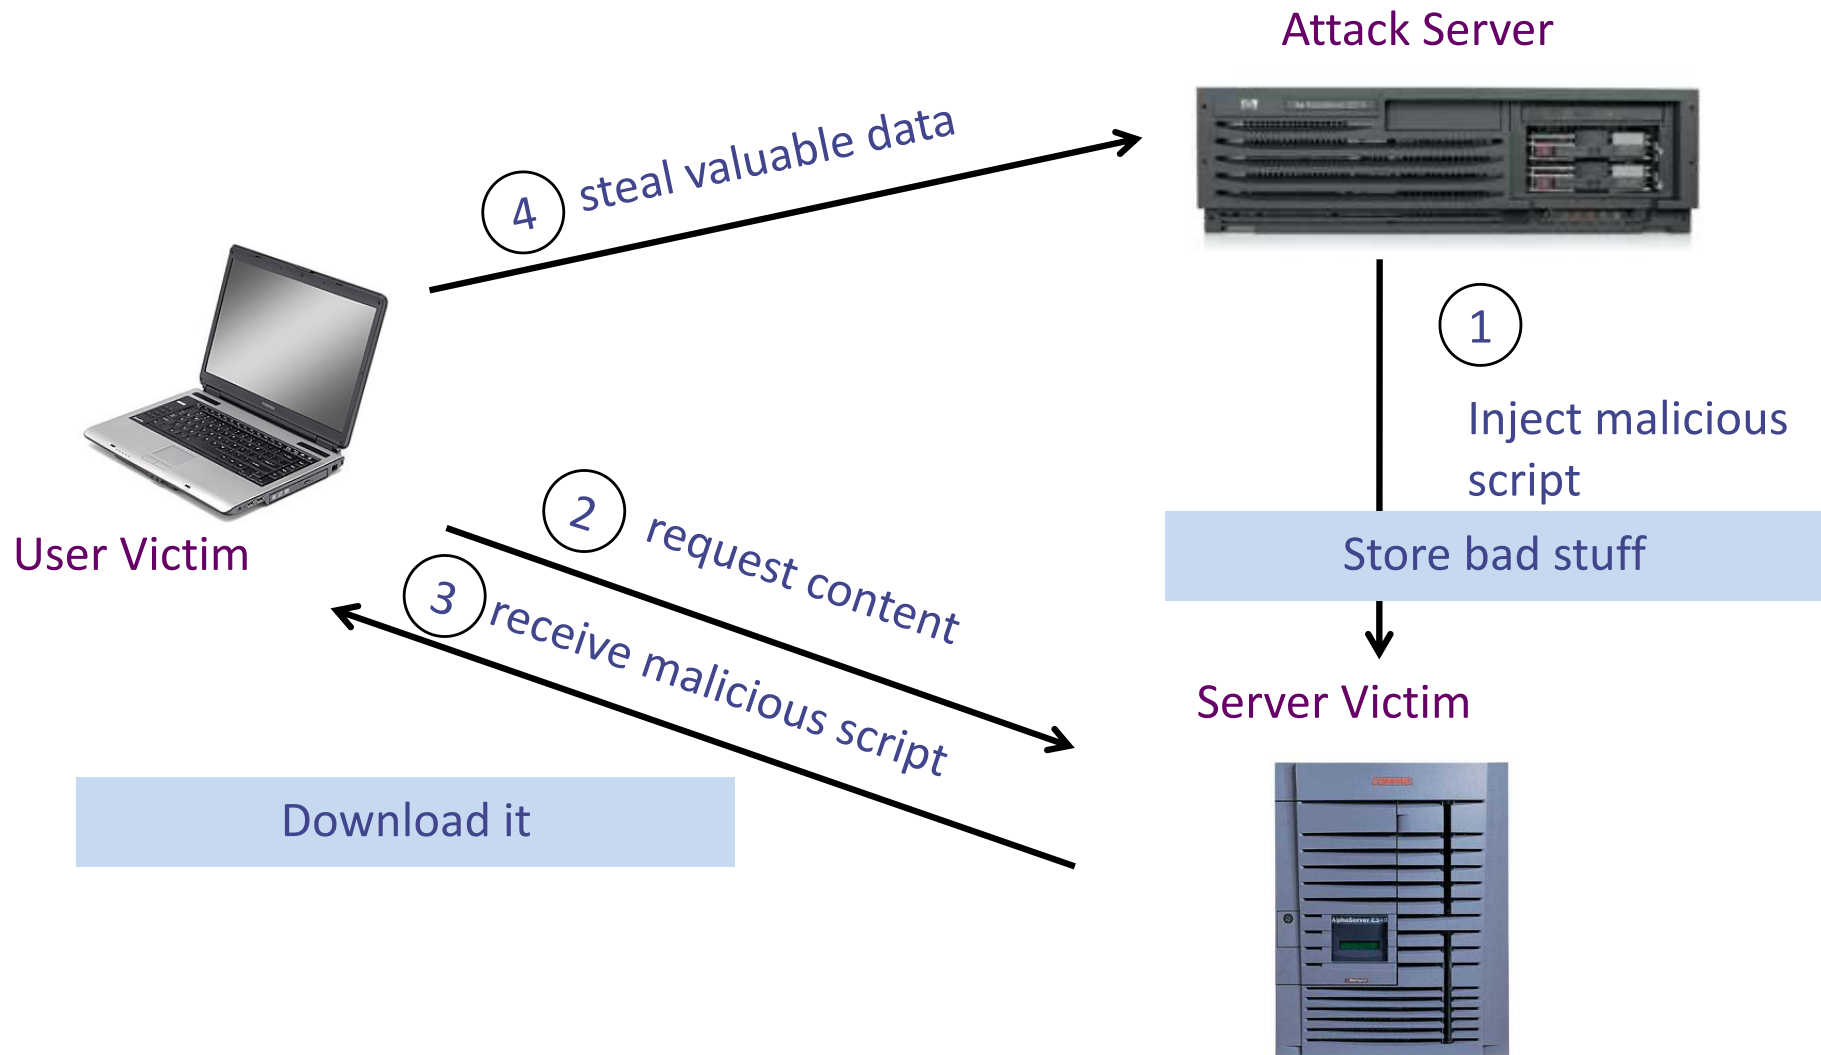 Attack Server
4 steal valuable data
1
Inject malicious
script
Store bad stuff
User Victim
2 request content
3 receive malicious script
Server Victim
Download it